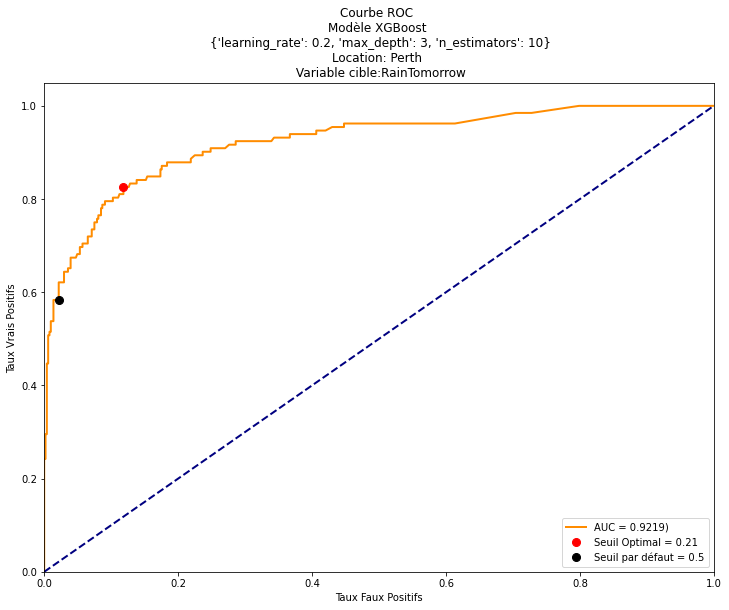 Courbe ROC
Modèle XGBoost
{'learning_rate': 0.2, 'max_depth': 3, 'n_estimators': 10}
Location: Perth
Variable cible:RainTomorrow
1.0
0.8
0.6
0.4
0.2
0.0
Taux Vrais Positifs
0.0 0.2 0.4 0.6 0.8 1.0
Taux Faux Positifs
AUC = 0.9219)
Seuil Optimal = 0.21
Seuil par défaut = 0.5